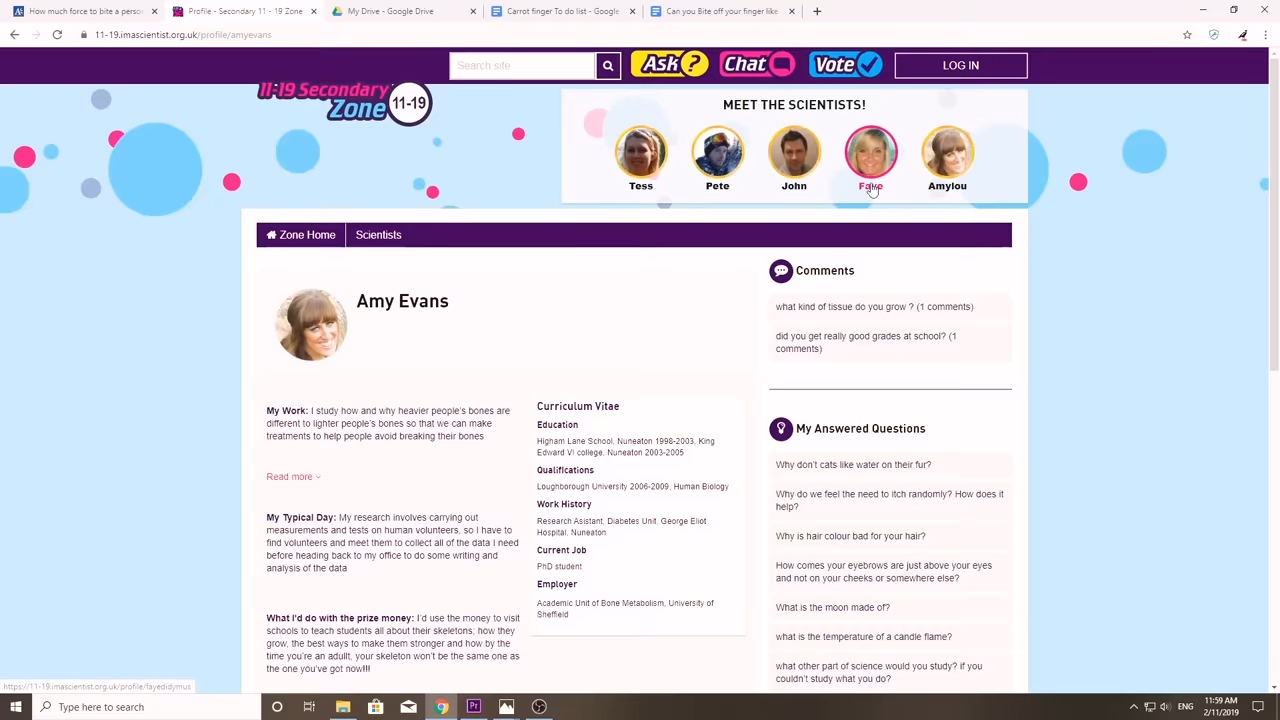 How much force to bite a perso
Profile - Secondary 11 - 19 Zone
My Drive - Google Drive
Carrot finger To do list - Google
Can you Bite off your finger like
11-19.imascientist.org.uk/profile/amyevans
Search site
Ask?
Chat
Vote
LOG IN
11-19 Secondary
Zone
11-19
MEET THE SCIENTISTS!
Tess
Pete
John
Faye
Amylou
Zone Home
Scientists
Amy Evans
My Work: I study how and why heavier people's bones are
different to lighter people's bones so that we can make
treatments to help people avoid breaking their bones
Read more
My Typical Day: My research involves carrying out
measurements and tests on human volunteers, so I have to
find volunteers and meet them to collect all of the data I need
before heading back to my office to do some writing and
analysis of the data
What I'd do with the prize money: I'd use the money to visit
schools to teach students all about their skeletons; how they
grow, the best ways to make them stronger and how by the
time you're an adullt, your skeleton won't be the same one as
the one you've got now!!!
Curriculum Vitae
Education
Higham Lane School, Nuneaton 1998-2003, King
Edward VI college, Nuneaton 2003-2005
Qualifications
Loughborough University 2006-2009, Human Biology
Work History
Research Asistant, Diabetes Unit, George Eliot
Hospital, Nuneaton
Current Job
PhD student
Employer
Academic Unit of Bone Metabolism, University of
Sheffield
Comments
what kind of tissue do you grow ? (1 comments)
did you get really good grades at school? (1
comments)
My Answered Questions
Why don't cats like water on their fur?
Why do we feel the need to itch randomly? How does it
help?
Why is hair colour bad for your hair?
How comes your eyebrows are just above your eyes
and not on your cheeks or somewhere else?
What is the moon made of?
what is the temperature of a candle flame?
what other part of science would you study? if you
couldn't study what you do?
https://11-19.imascientist.org.uk/profile/fayedidymus
Type here to search
Pr
ENG
11:59 AM
2/11/2019